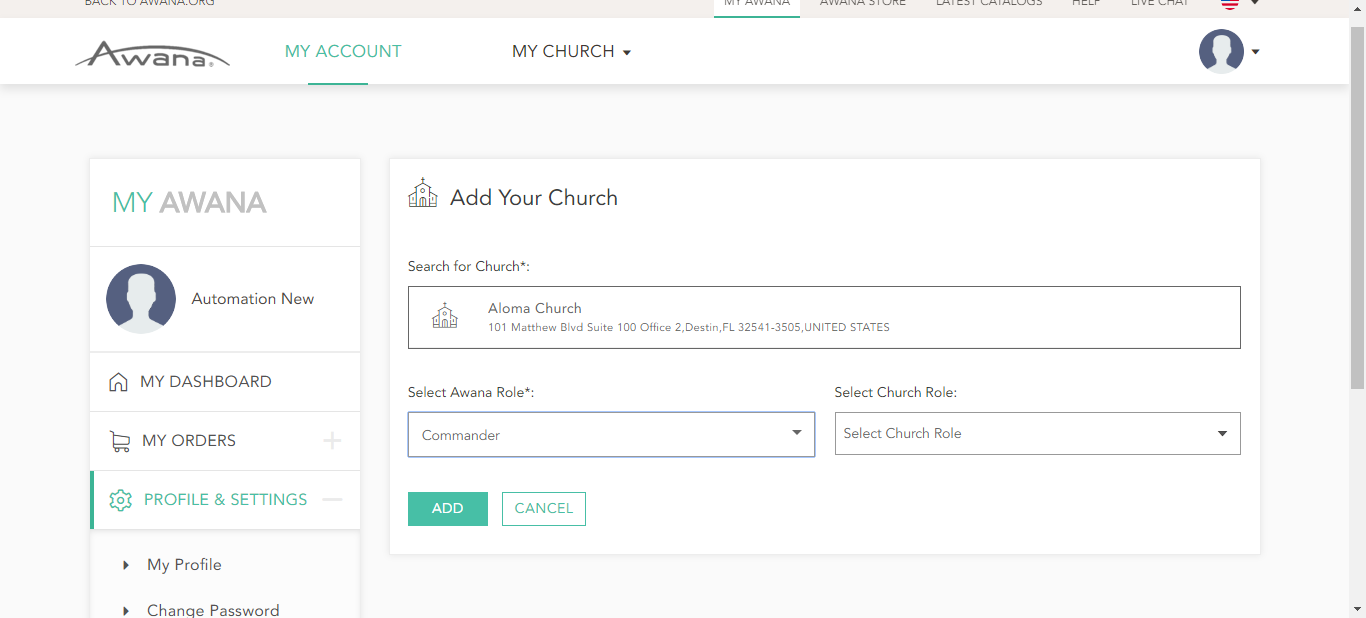 BACK TO AWANA.ORG
MY AWANA
AWANA STORE
LATEST CATALOGS
HELP
LIVE CHAT
Awana®
MY ACCOUNT
MY CHURCH
MY AWANA
Automation New
MY DASHBOARD
MY ORDERS
PROFILE & SETTINGS
My Profile
Change Password
Add Your Church
Search for Church*:
Aloma Church
101 Matthew Blvd Suite 100 Office 2,Destin,FL 32541-3505,UNITED STATES
Select Awana Role*:
Commander
Select Church Role:
Select Church Role
ADD
CANCEL